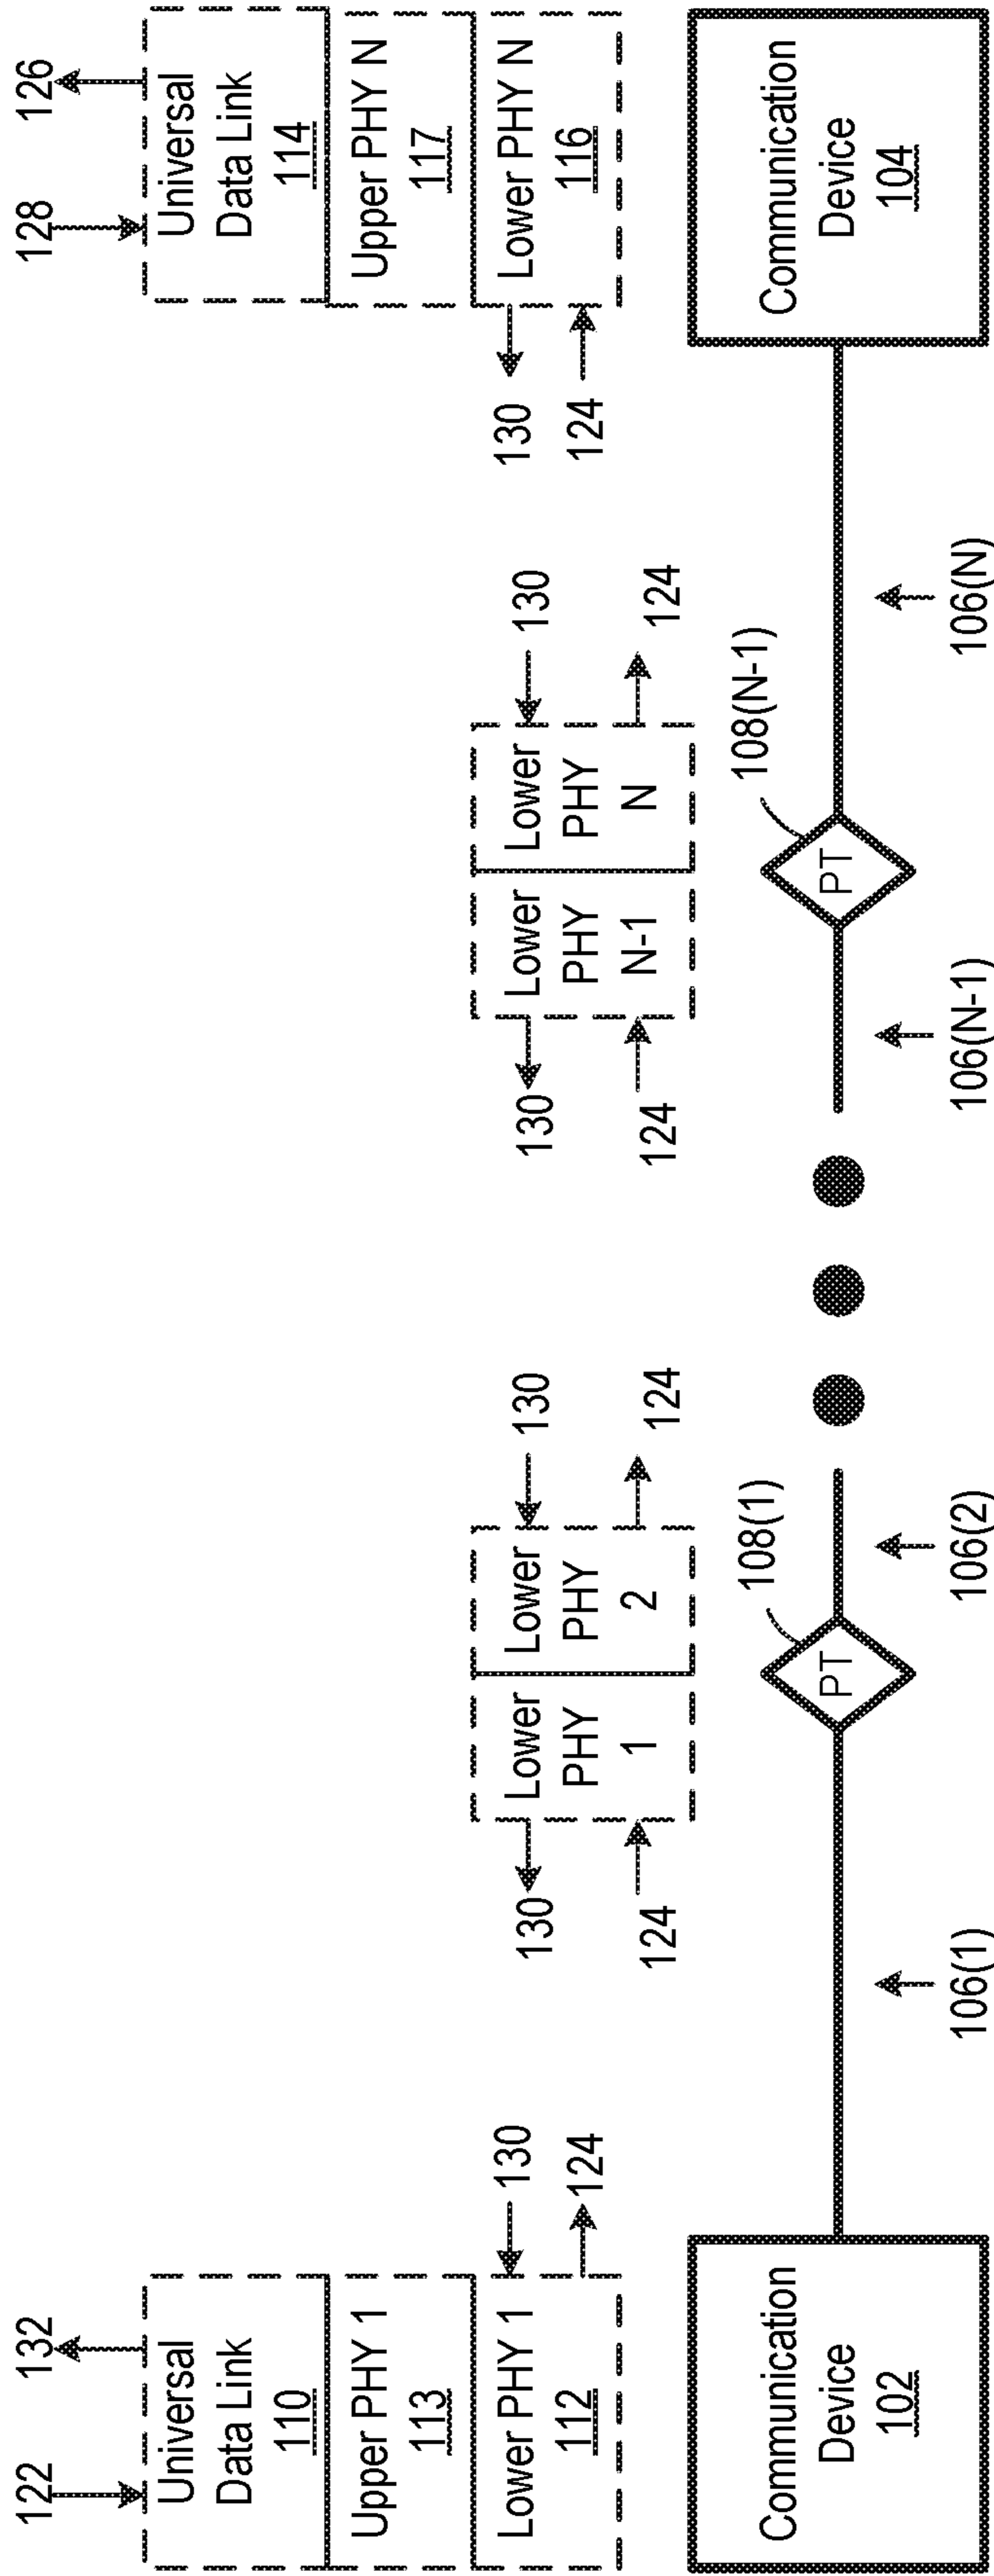 122
132
128
126
Universal
Data Link
110
Upper PHY 1
113
Lower PHY 1
112
130
124
130
124
Lower
PHY
1
Lower
PHY
2
130
124
130
124
Lower
PHY
N-1
Lower
PHY
N
130
124
130
124
Universal
Data Link
114
Upper PHY N
117
Lower PHY N
116
108(1)
108(N-1)
Communication
Device
102
PT
PT
Communication
Device
104
106(1)
106(2)
106(N-1)
106(N)